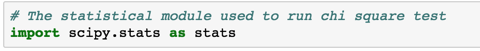 # The statistical module used to run chi square test
import scipy.stats as stats